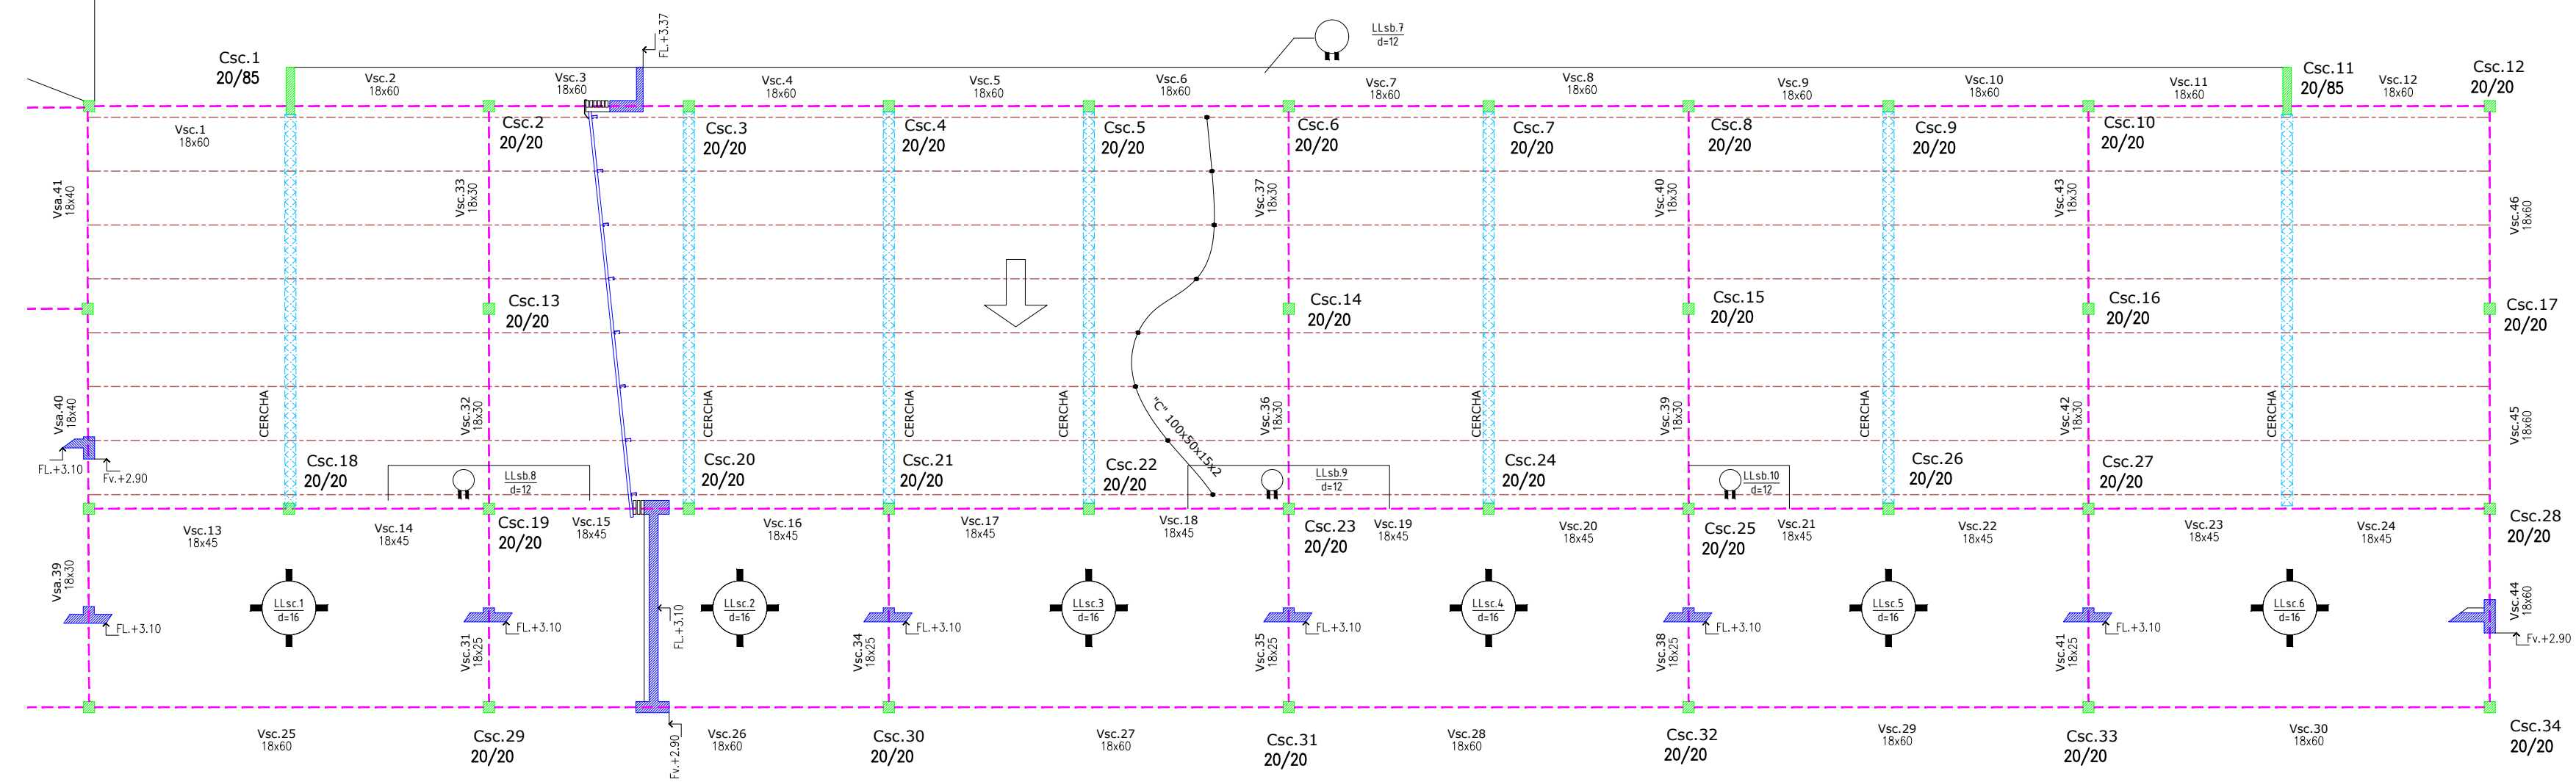 FL.+3.37
LLsb.7
d=12
Csc.1
20/85
Vsc.2
18x60
Vsc.3
18x60
Vsc.4
18x60
Vsc.5
18x60
Vsc.6
18x60
Vsc.7
18x60
Vsc.8
18x60
Vsc.9
18x60
Vsc.10
18x60
Vsc.11
18x60
Csc.11
20/85
Vsc.12
18x60
Csc.12
20/20
Vsc.1
18x60
Csc.2
20/20
Csc.3
20/20
Csc.4
20/20
Csc.5
20/20
Csc.6
20/20
Csc.7
20/20
Csc.8
20/20
Csc.9
20/20
Csc.10
20/20
Vsa.41
18x40
Vsc.33
18x30
Vsc.37
18x30
Vsc.40
18x30
Vsc.43
18x30
Vsc.46
18x60
Csc.13
20/20
Csc.14
20/20
Csc.15
20/20
Csc.16
20/20
Csc.17
20/20
Vsa.40
18x40
CERCHA
Vsc.32
18x30
CERCHA
CERCHA
CERCHA
"C" 100x50x15x2
Vsc.36
18x30
CERCHA
Vsc.39
18x30
CERCHA
Vsc.42
18x30
CERCHA
Vsc.45
18x60
FL.+3.10
Fv.+2.90
Csc.18
20/20
LLsb.8
d=12
Csc.20
20/20
Csc.21
20/20
Csc.22
20/20
LLsb.9
d=12
Csc.24
20/20
LLsb.10
d=12
Csc.26
20/20
Csc.27
20/20
Vsc.13
18x45
Vsc.14
18x45
Csc.19
20/20
Vsc.15
18x45
Vsc.16
18x45
Vsc.17
18x45
Vsc.18
18x45
Csc.23
20/20
Vsc.19
18x45
Vsc.20
18x45
Csc.25
20/20
Vsc.21
18x45
Vsc.22
18x45
Vsc.23
18x45
Vsc.24
18x45
Csc.28
20/20
Vsa.39
18x30
LLsc.1
d=16
LLsc.2
d=16
LLsc.3
d=16
LLsc.4
d=16
LLsc.5
d=16
LLsc.6
d=16
Vsc.44
18x60
FL.+3.10
FL.+3.10
FL.+3.10
FL.+3.10
FL.+3.10
FL.+3.10
FL.+3.10
Fv.+2.90
Vsc.31
18x25
Vsc.34
18x25
Vsc.35
18x25
Vsc.38
18x25
Vsc.41
18x25
Vsc.25
18x60
Csc.29
20/20
Fv.+2.90
Vsc.26
18x60
Csc.30
20/20
Vsc.27
18x60
Csc.31
20/20
Vsc.28
18x60
Csc.32
20/20
Vsc.29
18x60
Csc.33
20/20
Vsc.30
18x60
Csc.34
20/20